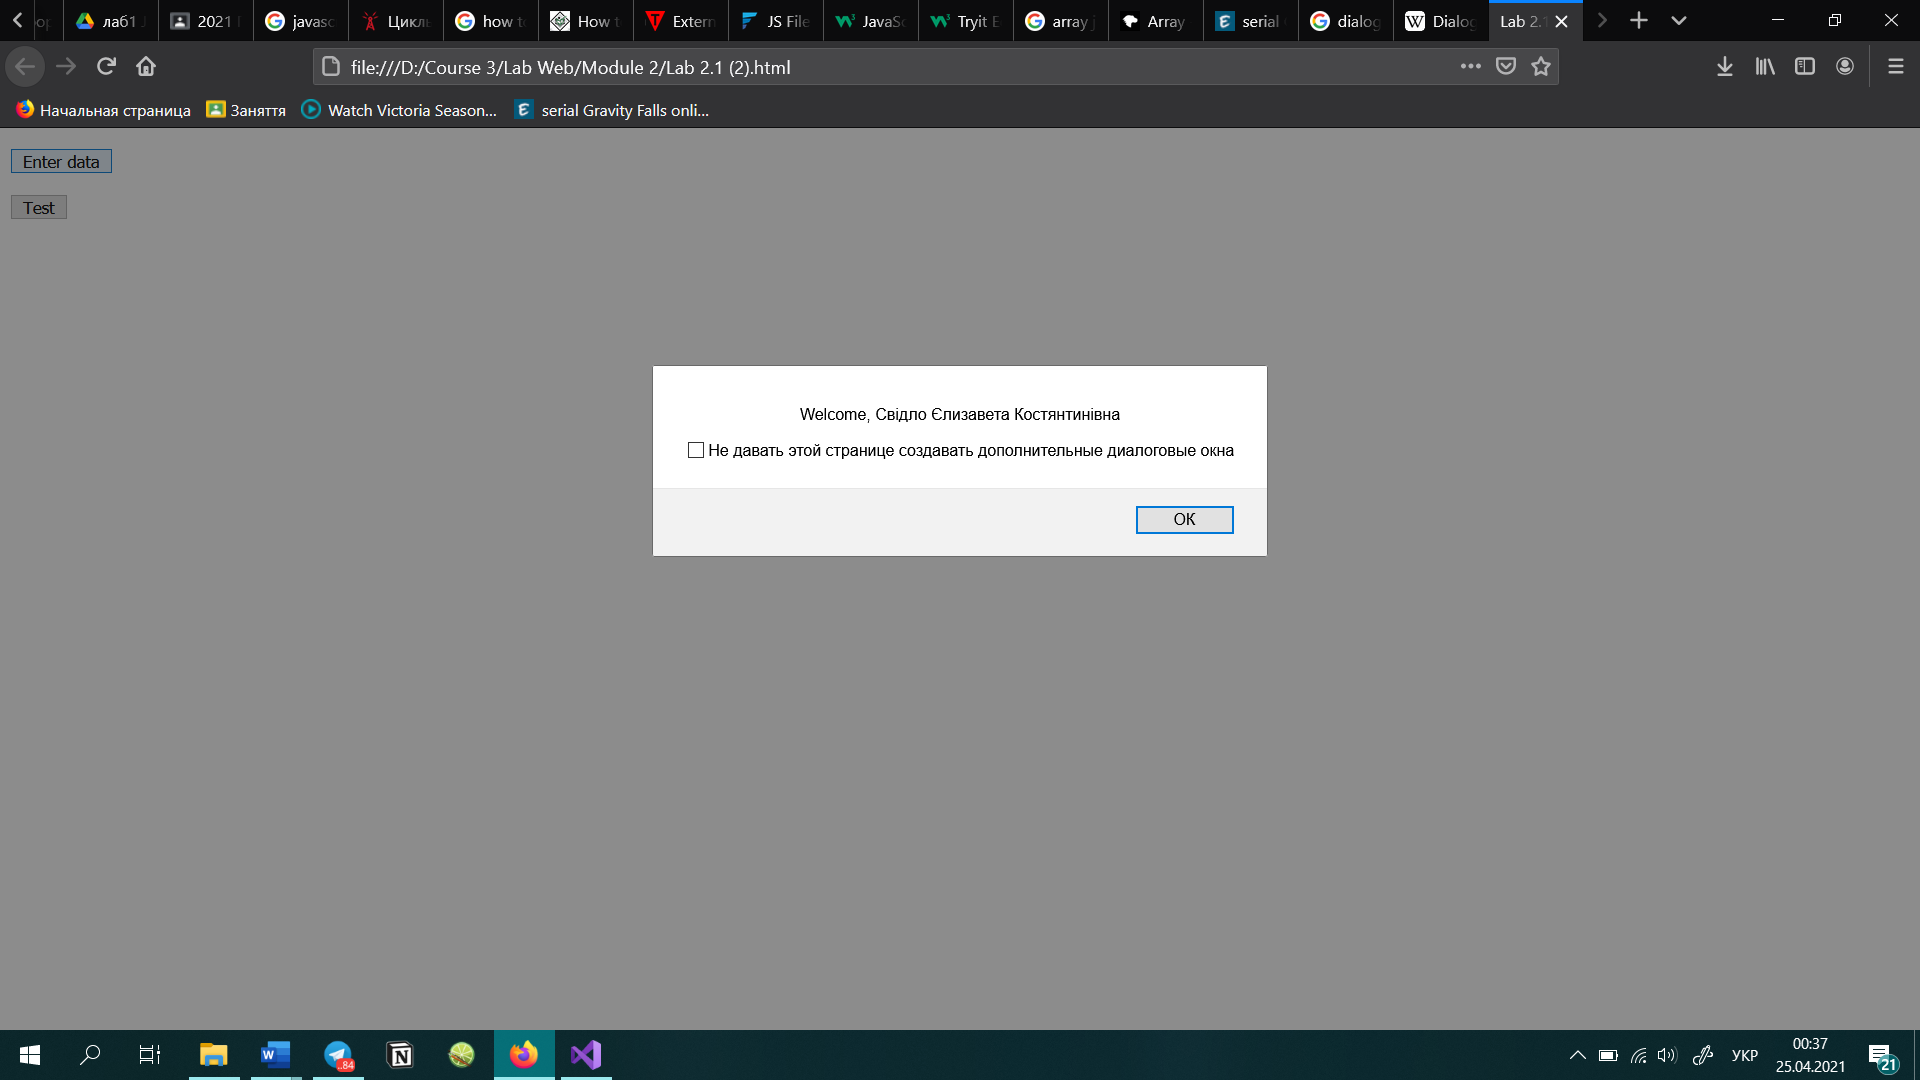 лаб1
2021
javasc
Цикль
how to
How t
Extern
JS File
JavaSc
Tryit E
array j
Array
serial
dialog
Dialog
Lab 2.1
file:///D:/Course 3/Lab Web/Module 2/Lab 2.1 (2).html
Начальная страница
Заняття
Watch Victoria Season...
serial Gravity Falls onli...
Enter data
Test
Welcome, Свідло Єлизавета Костянтинівна
Не давать этой странице создавать дополнительные диалоговые окна
OK
..84
УКР
00:37
25.04.2021
21